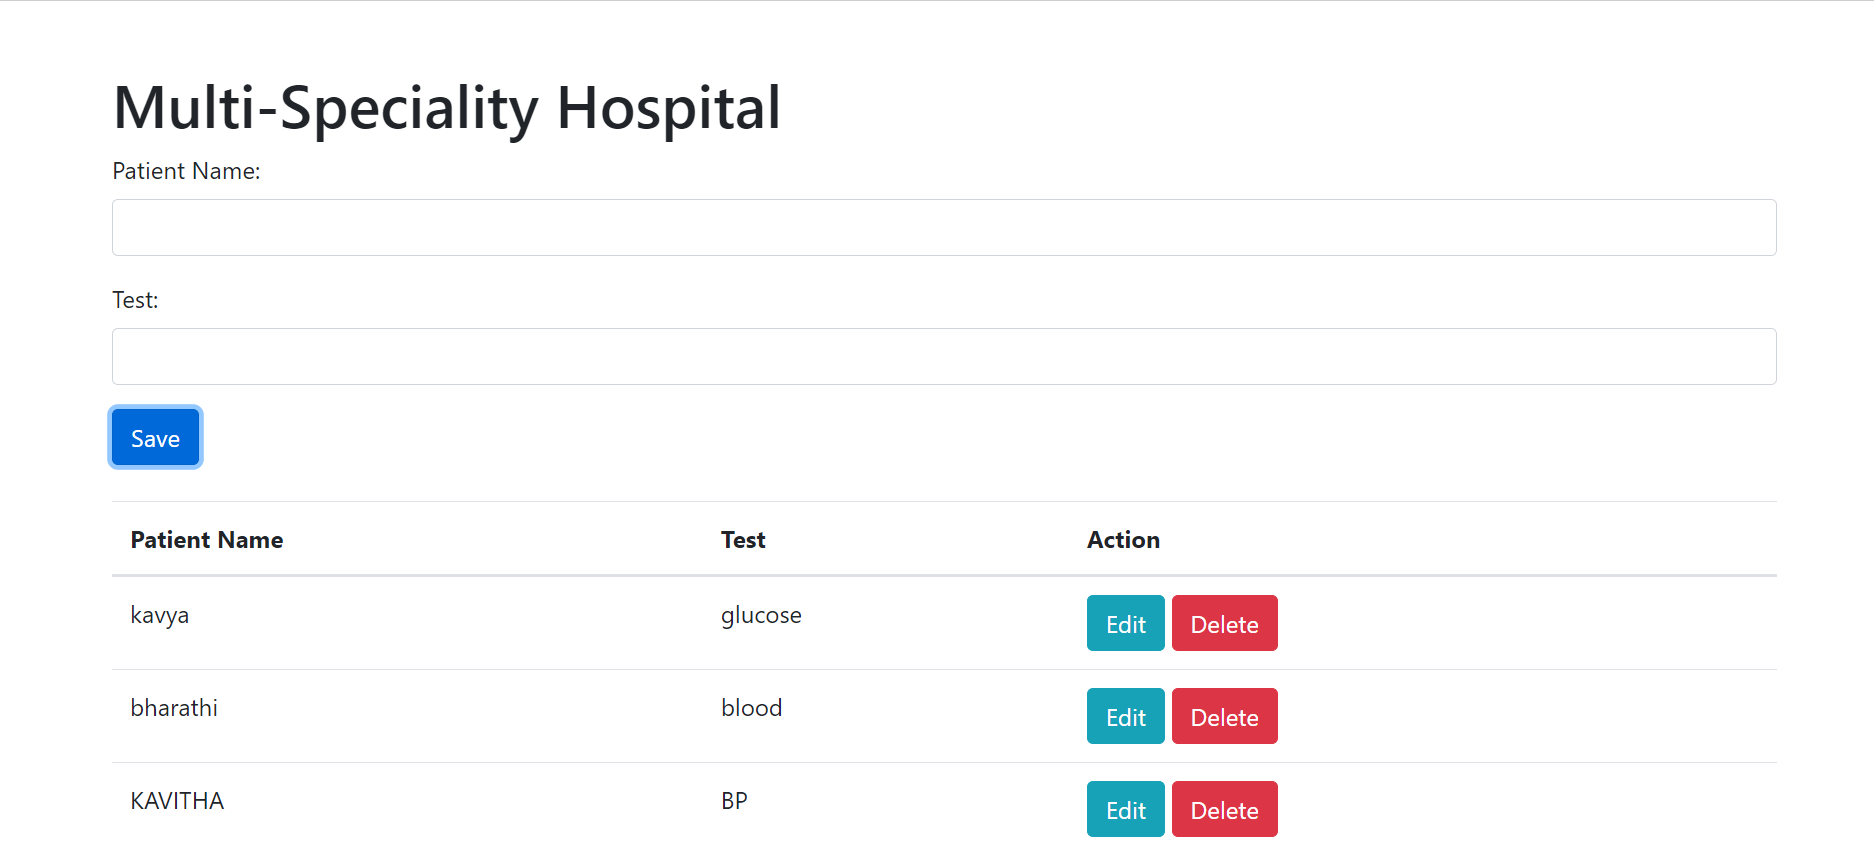 Multi-Speciality Hospital
Patient Name:
Test:
Save
Patient Name Test Action
kavya glucose Edit Delete
bharathi blood Edit Delete
KAVITHA BP Edit Delete